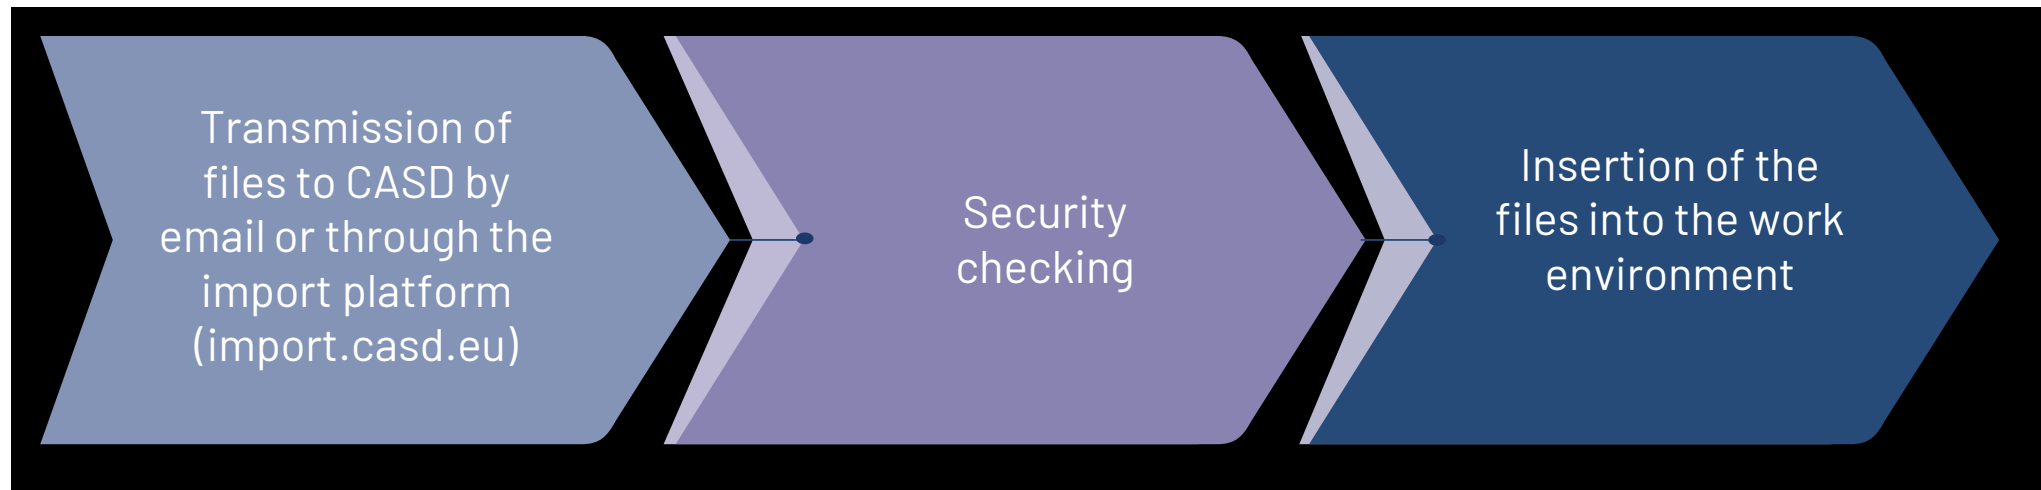 Transmission of
files to CASD by
email or through the
import platform
(import.casd.eu)
Security
checking
Insertion of the
files into the work
environment